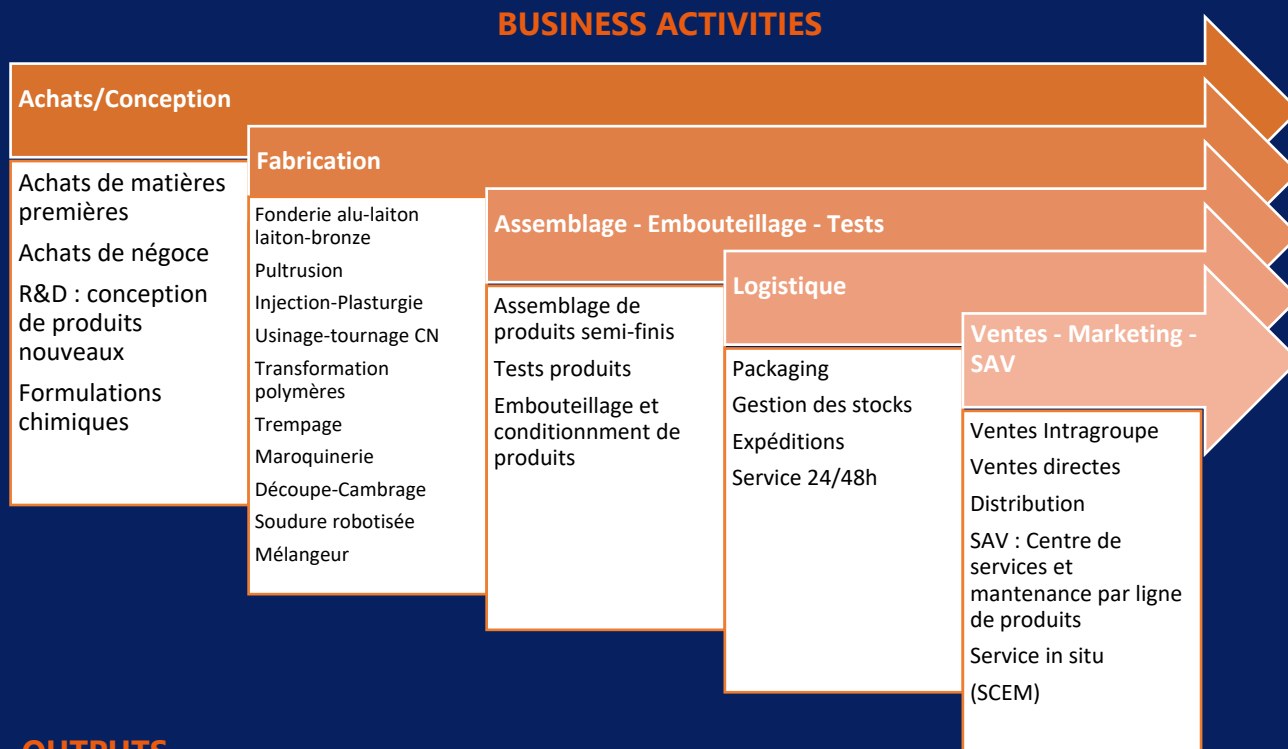 BUSINESS ACTIVITIES
Achats/Conception
Achats de matières
premières
Achats de négoce
R&D : conception
de produits
nouveaux
Formulations
chimiques
Fabrication
Fonderie alu-laiton
laiton-bronze
Pultrusion
Injection-Plasturgie
Usinage-tournage CN
Transformation
polymères
Trempage
Maroquinerie
Découpe-Cambrage
Soudure robotisée
Mélangeur
Assemblage - Embouteillage - Tests
Assemblage de
produits semi-finis
Tests produits
Embouteillage et
conditionnment de
produits
Logistique
Packaging
Gestion des stocks
Expéditions
Service 24/48h
Ventes - Marketing -
SAV
Ventes Intragroupe
Ventes directes
Distribution
SAV : Centre de
services et
maintenance par ligne
de produits
Service in situ
(SCEM)
OUTPUTS